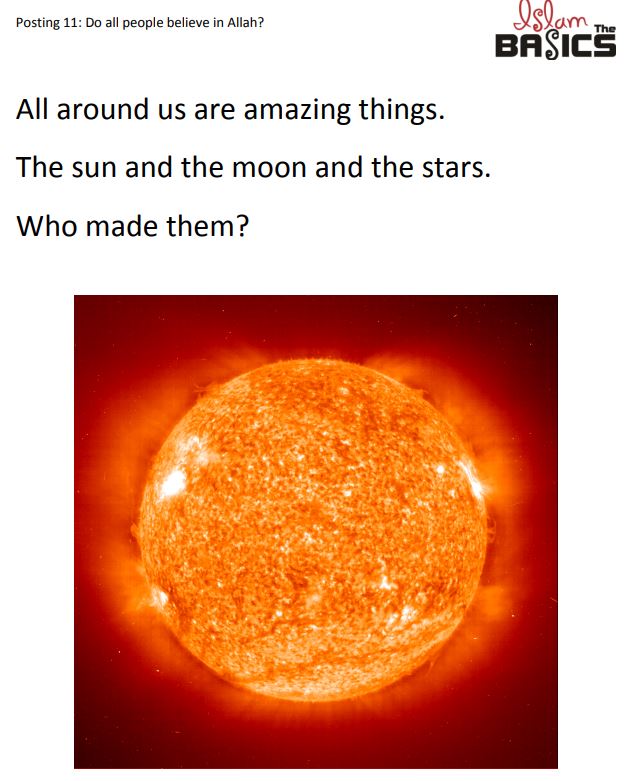 Posting 11: Do all people believe in Allah?
Islam The
BASICS
All around us are amazing things.
The sun and the moon and the stars.
Who made them?